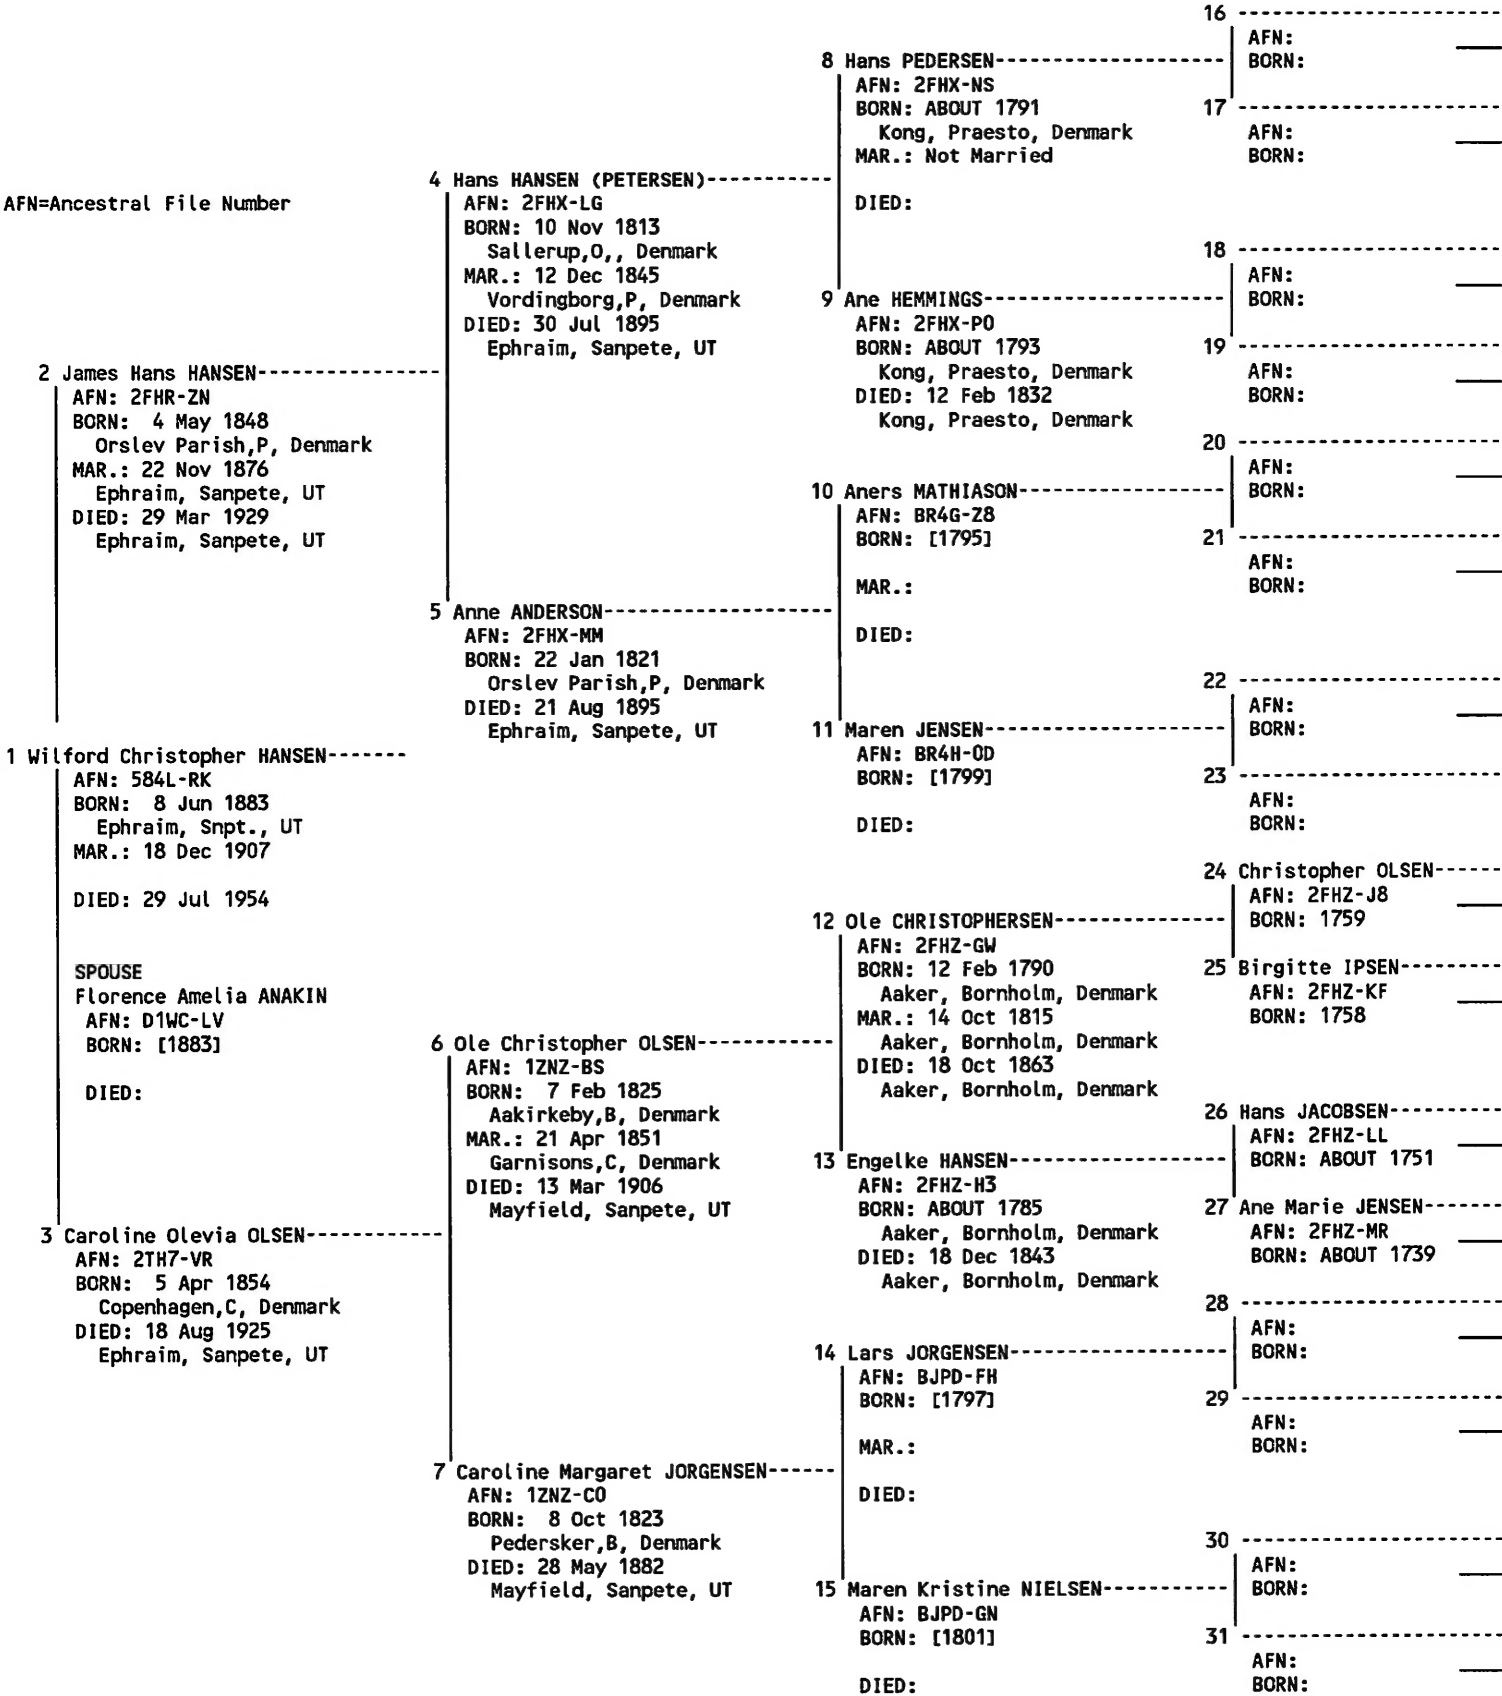 AFN=Ancestral File Number
1 Wilford Christopher HANSEN-------
AFN: 584L-RK
BORN:  8 Jun 1883
Ephraim, Snpt., UT
MAR.: 18 Dec 1907
DIED: 29 Jul 1954
SPOUSE
Florence Amelia ANAKIN
AFN: D1WC-LV
BORN: [1883]
DIED:
2 James Hans HANSEN----------------
AFN: 2FHR-ZN
BORN:  4 May 1848
Orslev Parish,P, Denmark
MAR.: 22 Nov 1876
Ephraim, Sanpete, UT
DIED: 29 Mar 1929
Ephraim, Sanpete, UT
3 Caroline Olevia OLSEN------------
AFN: 2TH7-VR
BORN:  5 Apr 1854
Copenhagen,C, Denmark
DIED: 18 Aug 1925
Ephraim, Sanpete, UT
4 Hans HANSEN (PETERSEN)-----------
AFN: 2FHX-LG
BORN: 10 Nov 1813
Sallerup,O,, Denmark
MAR.: 12 Dec 1845
Vordingborg,P, Denmark
DIED: 30 Jul 1895
Ephraim, Sanpete, UT
5 Anne ANDERSON--------------------
AFN: 2FHX-MM
BORN: 22 Jan 1821
Orslev Parish,P, Denmark
DIED: 21 Aug 1895
Ephraim, Sanpete, UT
6 Ole Christopher OLSEN------------
AFN: 1ZNZ-BS
BORN:  7 Feb 1825
Aakirkeby,B, Denmark
MAR.: 21 Apr 1851
Garnisons,C, Denmark
DIED: 13 Mar 1906
Mayfield, Sanpete, UT
7 Caroline Margaret JORGENSEN------
AFN: 1ZNZ-C0
BORN:  8 Oct 1823
Pedersker,B, Denmark
DIED: 28 May 1882
Mayfield, Sanpete, UT
8 Hans PEDERSEN--------------------
AFN: 2FHX-NS
BORN: ABOUT 1791
Kong, Praesto, Denmark
MAR.: Not Married
DIED:
9 Ane HEMMINGS---------------------
AFN: 2FHX-P0
BORN: ABOUT 1793
Kong, Praesto, Denmark
DIED: 12 Feb 1832
Kong, Praesto, Denmark
10 Aners MATHIASON------------------
AFN: BR4G-Z8
BORN: [1795]
MAR.:
DIED:
11 Maren JENSEN---------------------
AFN: BR4H-0D
BORN: [1799]
DIED:
12 Ole CHRISTOPHERSEN---------------
AFN: 2FHZ-GW
BORN: 12 Feb 1790
Aaker, Bornholm, Denmark
MAR.: 14 Oct 1815
Aaker, Bornholm, Denmark
DIED: 18 Oct 1863
Aaker, Bornholm, Denmark
13 Engelke HANSEN-------------------
AFN: 2FHZ-H3
BORN: ABOUT 1785
Aaker, Bornholm, Denmark
DIED: 18 Dec 1843
Aaker, Bornholm, Denmark
14 Lars JORGENSEN-------------------
AFN: BJPD-FH
BORN: [1797]
MAR.:
DIED:
15 Maren Kristine NIELSEN-----------
AFN: BJPD-GN
BORN: [1801]
DIED:
16 -----------------------
AFN:
BORN:
17 -----------------------
AFN:
BORN:
18 -----------------------
AFN:
BORN:
19 -----------------------
AFN:
BORN:
20 -----------------------
AFN:
BORN:
21 -----------------------
AFN:
BORN:
22 -----------------------
AFN:
BORN:
23 -----------------------
AFN:
BORN:
24 Christopher OLSEN------
AFN: 2FHZ-J8
BORN: 1759
25 Birgitte IPSEN---------
AFN: 2FHZ-KF
BORN: 1758
26 Hans JACOBSEN----------
AFN: 2FHZ-LL
BORN: ABOUT 1751
27 Ane Marie JENSEN-------
AFN: 2FHZ-MR
BORN: ABOUT 1739
28 -----------------------
AFN:
BORN:
29 -----------------------
AFN:
BORN:
30 -----------------------
AFN:
BORN:
31 -----------------------
AFN:
BORN: